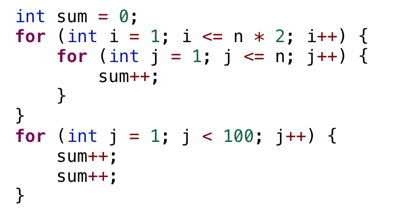 int sum = 0;
for (int i = 1; i <= n * 2; i++) {
    for (int j = 1; j <= n; j++) {
        sum++;
    }
}
for (int j = 1; j < 100; j++) {
    sum++;
    sum++;
}